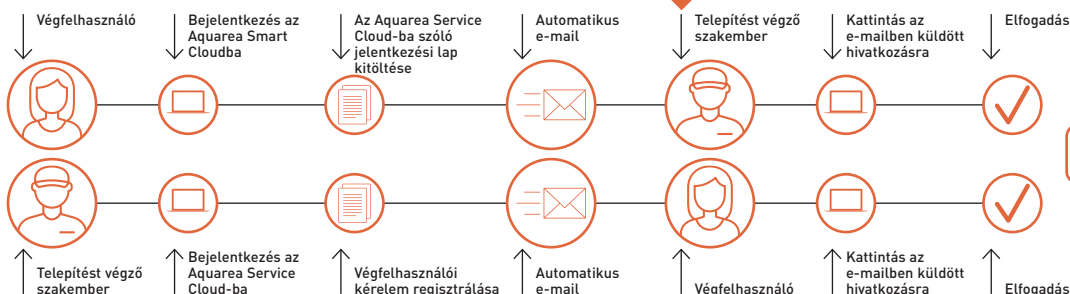 Végfelhasználó
Bejelentkezés az
Aquarea Smart
Cloudba
Az Aquarea Service
Cloud-ba szóló
jelentkezési lap
kitöltése
Automatikus
e-mail
Telepítést végző
szakember
Kattintás az
e-mailben küldött
hivatkozásra
Elfogadás
Telepítést végző
szakember
Bejelentkezés az
Aquarea Service
Cloud-ba
Végfelhasználói
kérelem regisztrálása
Automatikus
e-mail
Végfelhasználó
Kattintás az
e-mailben küldött
hivatkozásra
Elfogadás